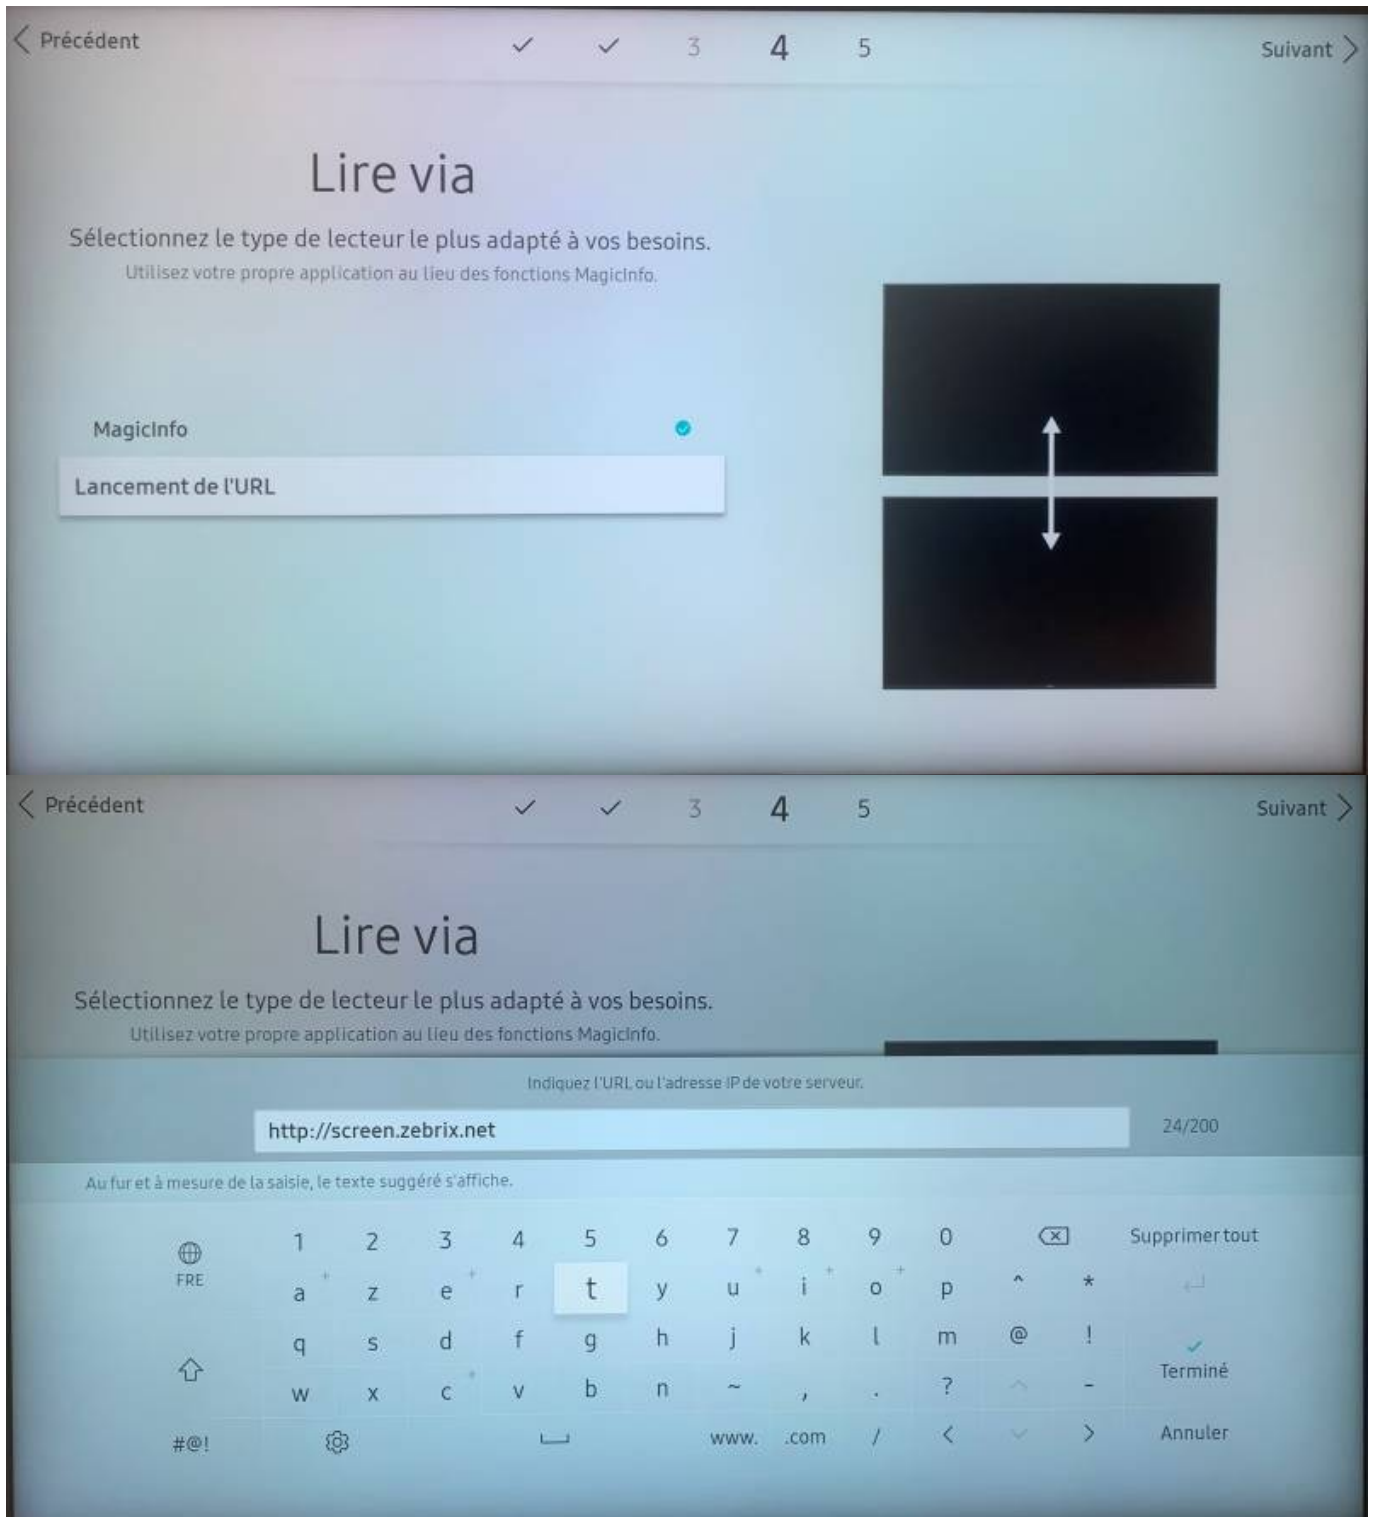 Précédent
3 4 5
Suivant
Lire via
Sélectionnez le type de lecteur le plus adapté à vos besoins.
Utilisez votre propre application au lieu des fonctions MagicInfo.
MagicInfo
Lancement de l'URL
Précédent
3 4 5
Suivant
Lire via
Sélectionnez le type de lecteur le plus adapté à vos besoins.
Utilisez votre propre application au lieu des fonctions MagicInfo.
Indiquez l'URL ou l'adresse IP de votre serveur.
http://screen.zebrix.net 24/200
Au fur et à mesure de la saisie, le texte suggéré s'affiche.
1 2 3 4 5 6 7 8 9 0 Supprimer tout
FRE
a z e r t y u i o p ^ *
q s d f g h j k l m @ !
Terminé
w x c v b n ~ , . ? -
#@! www. .com / < > Annuler